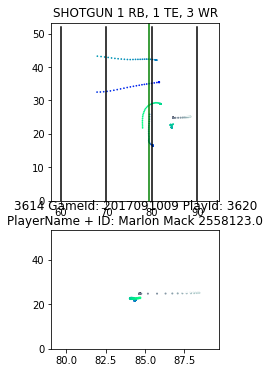 SHOTGUN 1 RB, 1 TE, 3 WR
50
40
30
20
10
0
60 70 80 90
3614 GameId: 2017091009 PlayId: 3620
PlayerName + ID: Marlon Mack 2558123.0
40
20
0
80.0 82.5 85.0 87.5